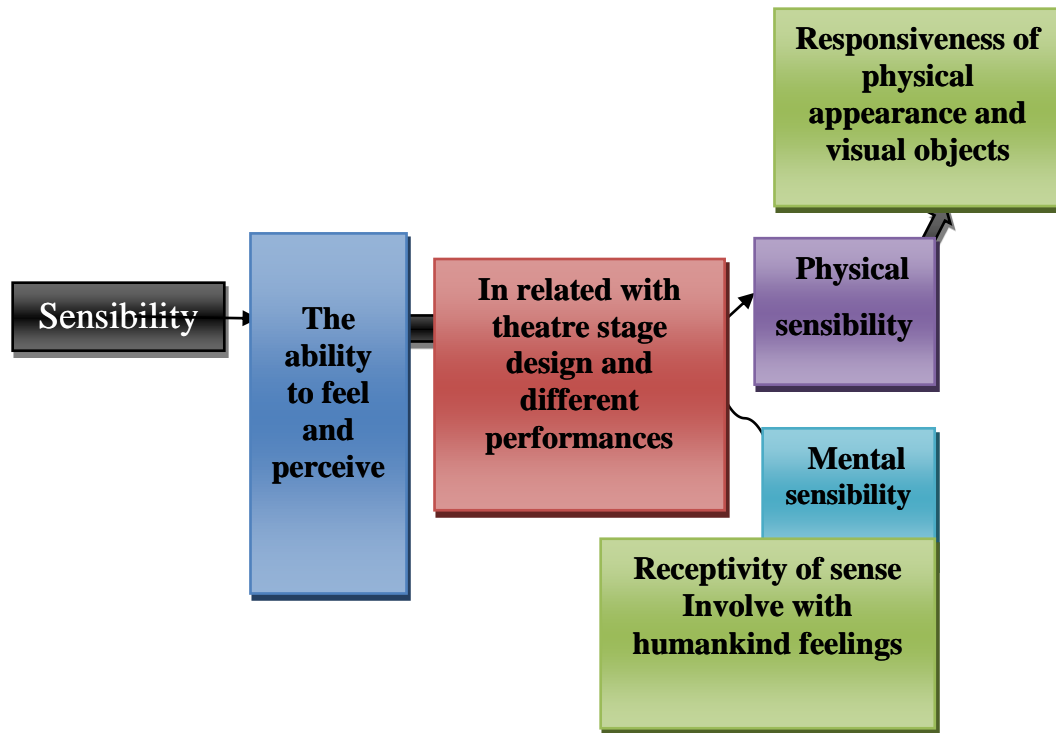 Sensibility
The
ability
to feel
and
perceive
In related with
theatre stage
design and
different
performances
Physical
sensibility
Responsiveness of
physical
appearance and
visual objects
Mental
sensibility
Receptivity of sense
Involve with
humankind feelings